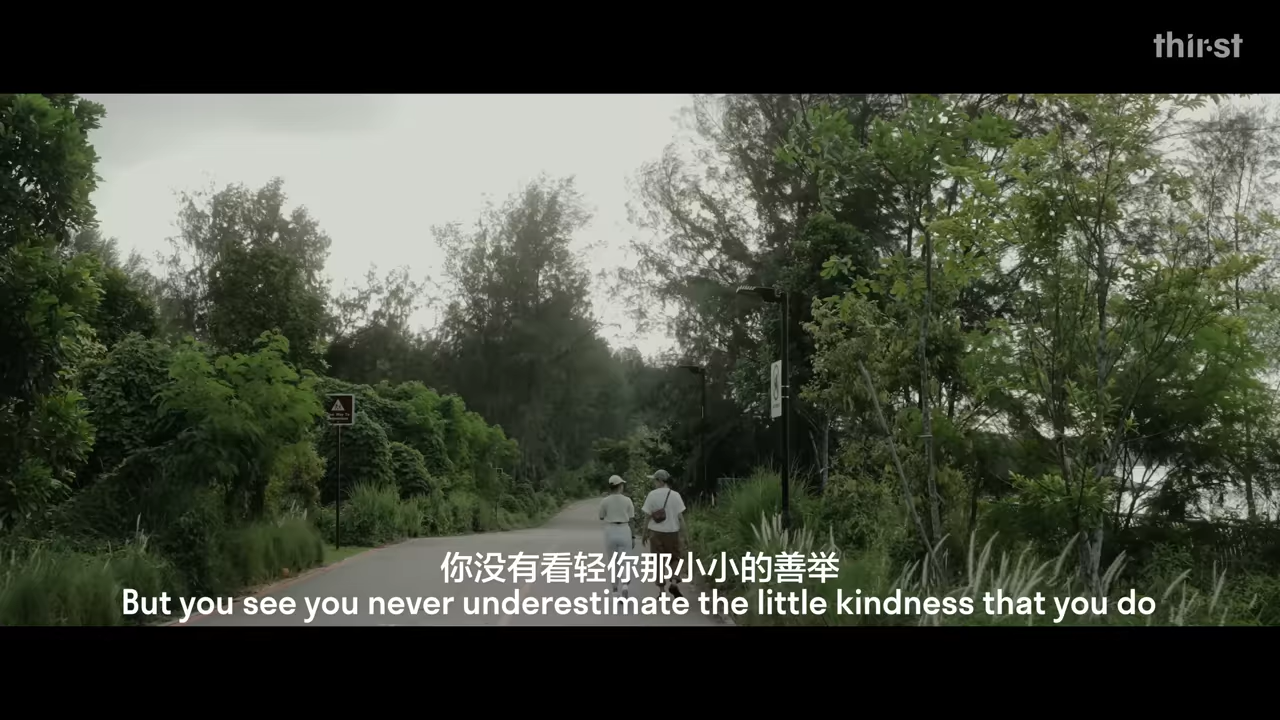 thir.st
你没有看轻你那小小的善举
But you see you never underestimate the little kindness that you do